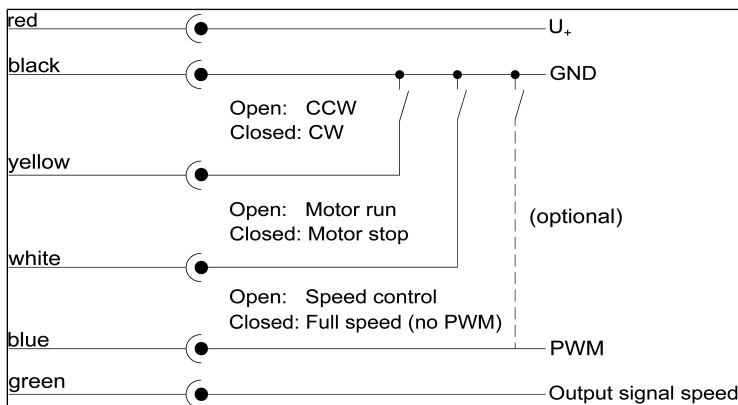 red
U+
black
GND
Open: CCW
Closed: CW
yellow
Open: Motor run
Closed: Motor stop
(optional)
white
Open: Speed control
Closed: Full speed (no PWM)
blue
PWM
green
Output signal speed